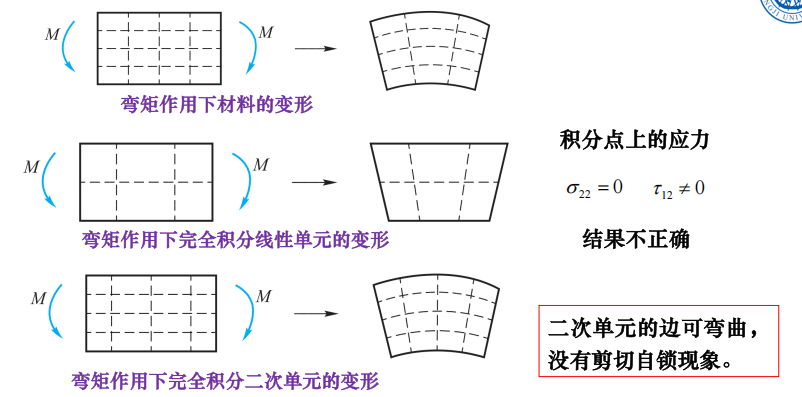 NGJI UNIV
M
M
弯矩作用下材料的变形
M
M
积分点上的应力
σ₂₂ = 0 τ₁₂ ≠ 0
弯矩作用下完全积分线性单元的变形
结果不正确
M
M
二次单元的边可弯曲，
没有剪切自锁现象。
弯矩作用下完全积分二次单元的变形